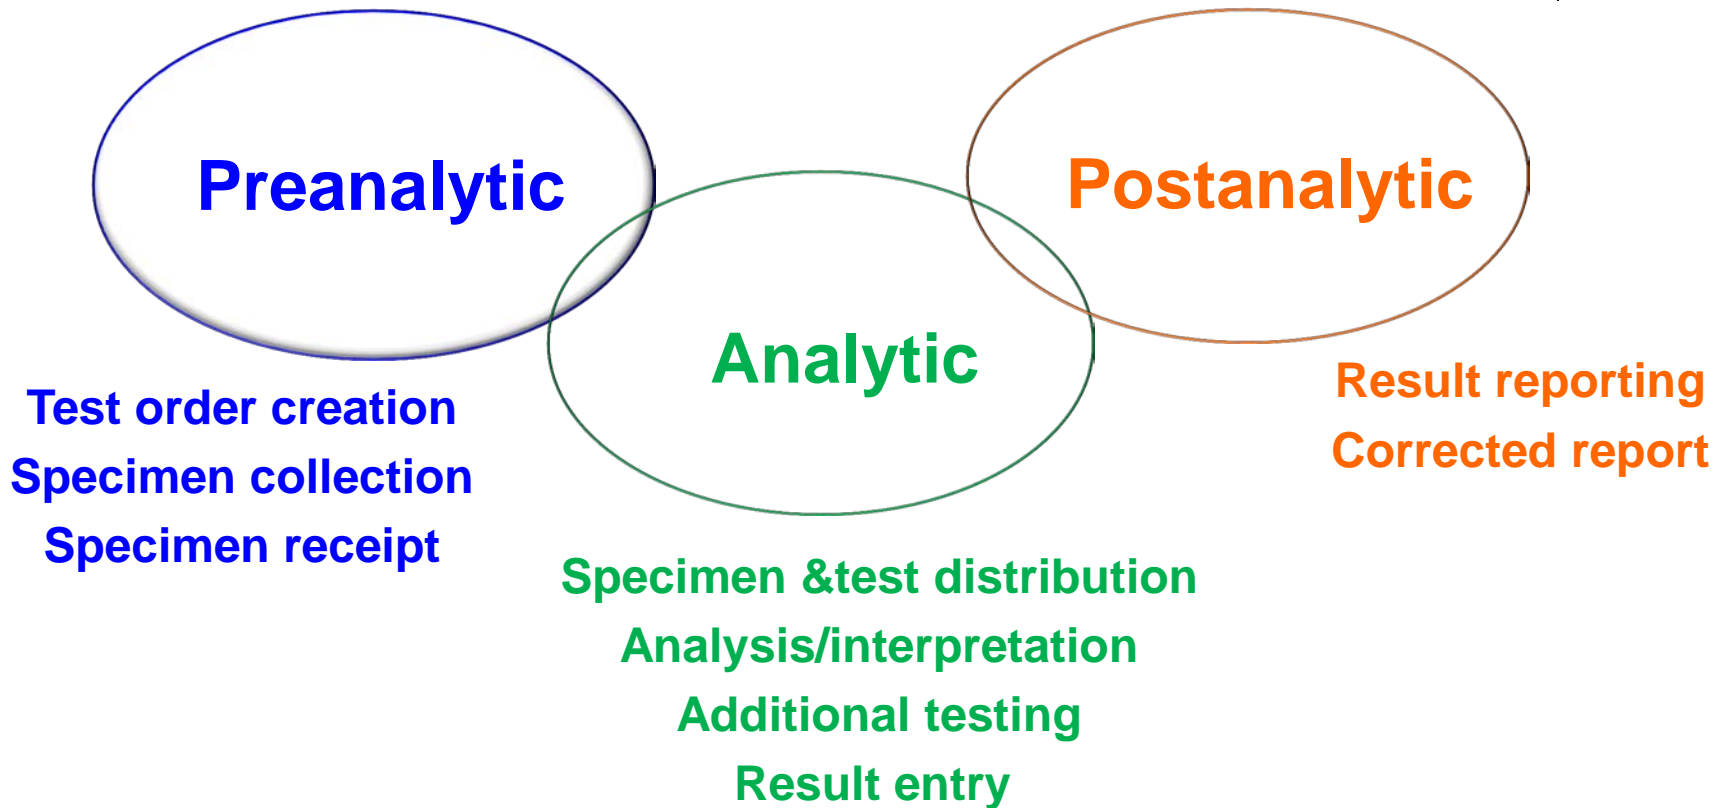 Preanalytic
Test order creation
Specimen collection
Specimen receipt
Analytic
Specimen &test distribution
Analysis/interpretation
Additional testing
Result entry
Postanalytic
Result reporting
Corrected report